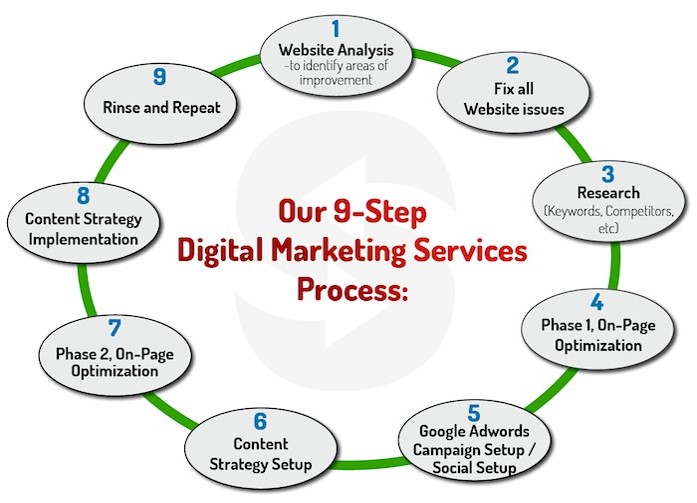 Our 9-Step
Digital Marketing Services
Process:
1
Website Analysis
-to identify areas of
improvement
2
Fix all
Website issues
3
Research
(Keywords, Competitors,
etc)
4
Phase 1, On-Page
Optimization
5
Google Adwords
Campaign Setup /
Social Setup
6
Content
Strategy Setup
7
Phase 2, On-Page
Optimization
8
Content Strategy
Implementation
9
Rinse and Repeat